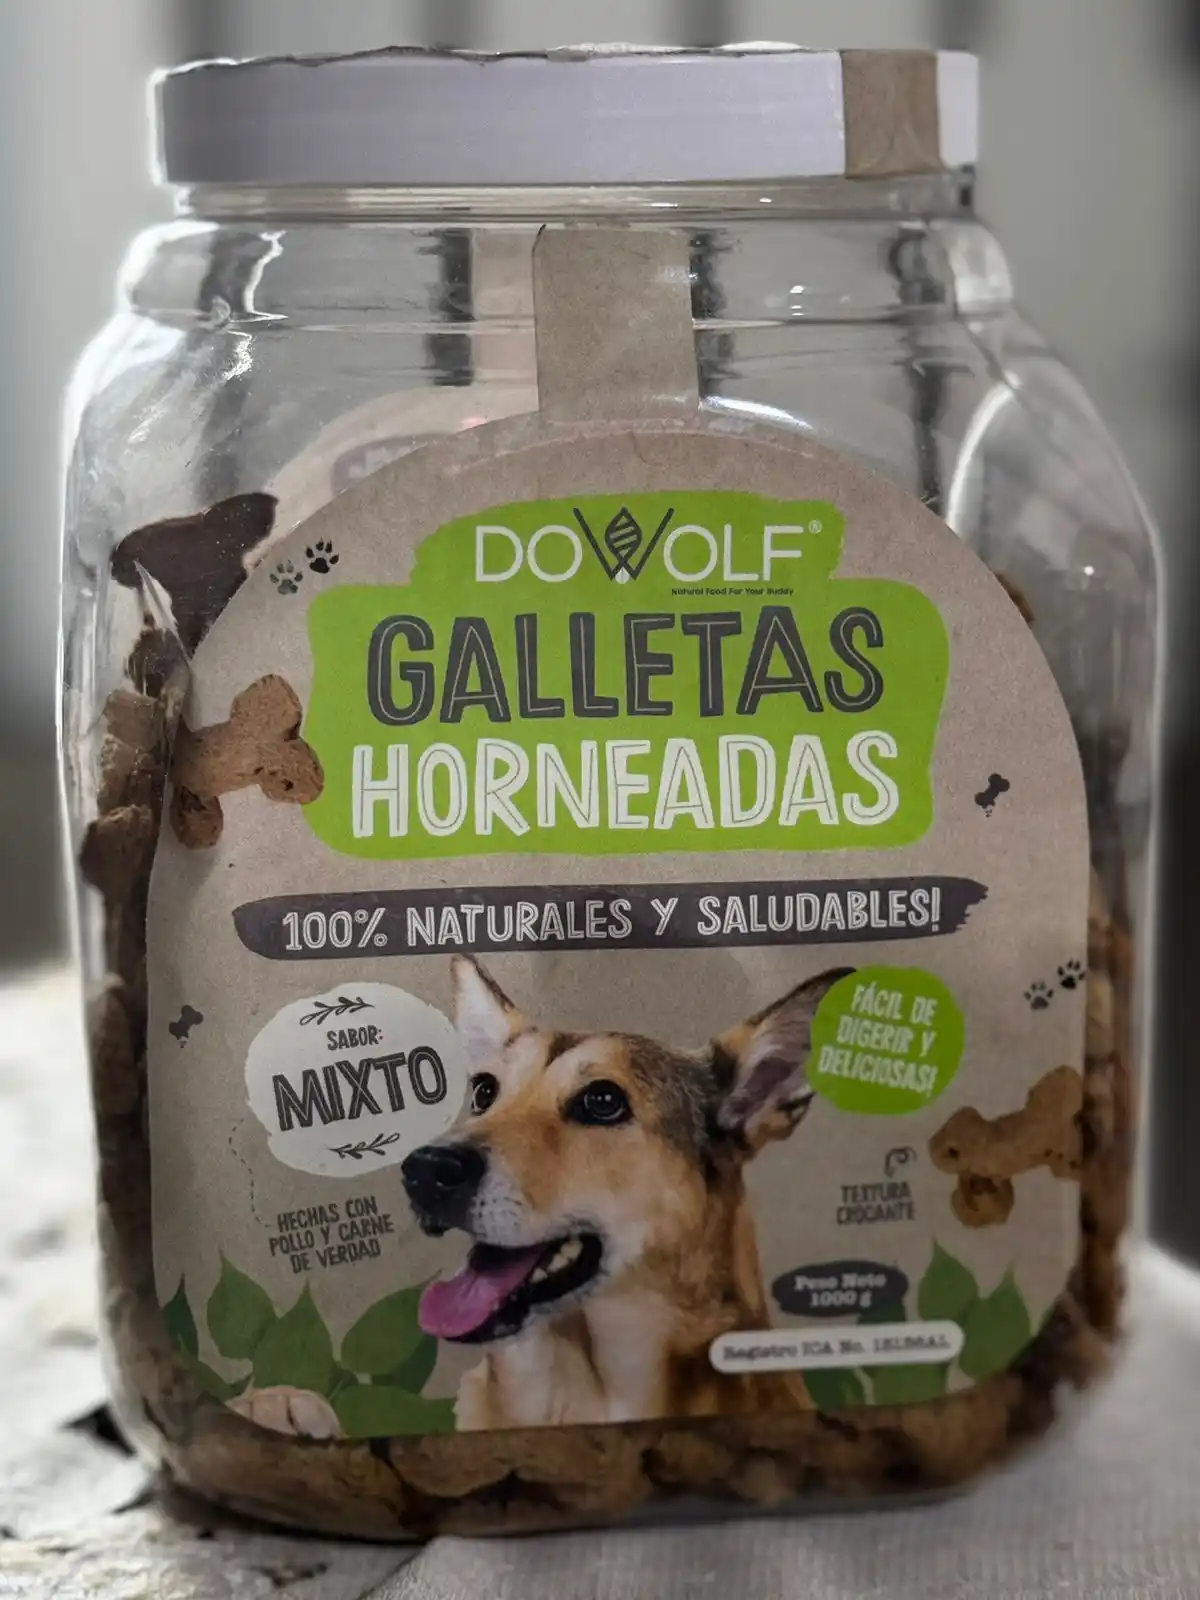 DOWOLF®
Natural Food For Your Buddy
GALLETAS
HORNEADAS
100% NATURALES Y SALUDABLES!
SABOR:
MIXTO
FÁCIL DE
DIGERIR Y
DELICIOSAS!
HECHAS CON
POLLO Y CARNE
DE VERDAD
TEXTURA
CROCANTE
Peso Neto
1000 g
Registro ICA No.